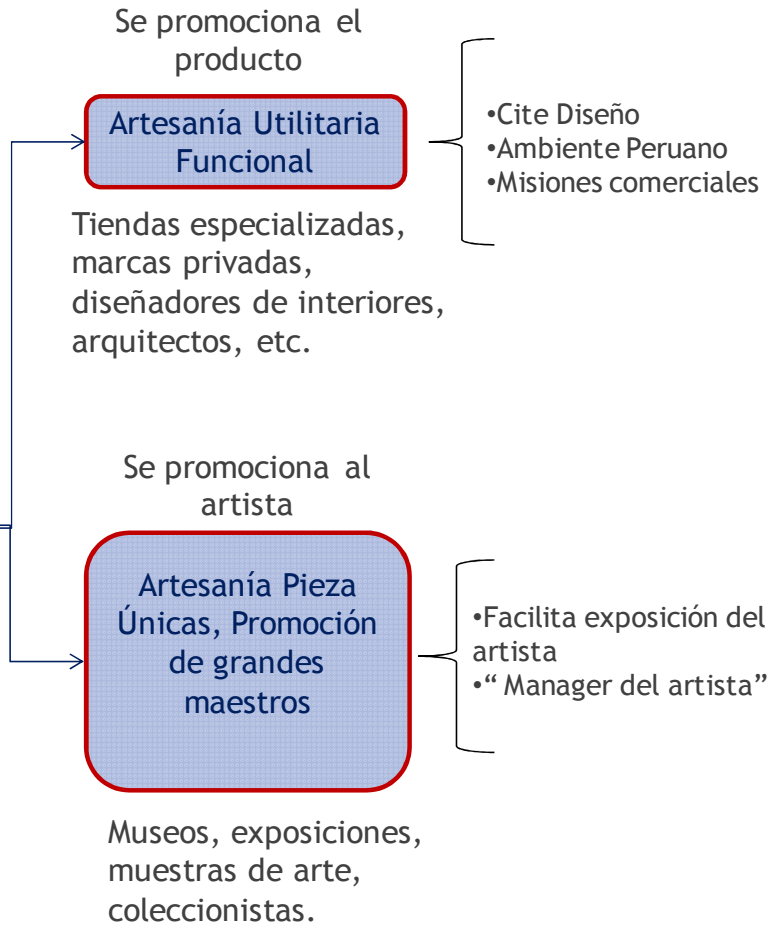 Se promociona el
producto
Artesanía Utilitaria
Funcional
•Cite Diseño
•Ambiente Peruano
•Misiones comerciales
Tiendas especializadas,
marcas privadas,
diseñadores de interiores,
arquitectos, etc.
Se promociona al
artista
Artesanía Pieza
Únicas, Promoción
de grandes
maestros
•Facilita exposición del
artista
•“ Manager del artista”
Museos, exposiciones,
muestras de arte,
coleccionistas.